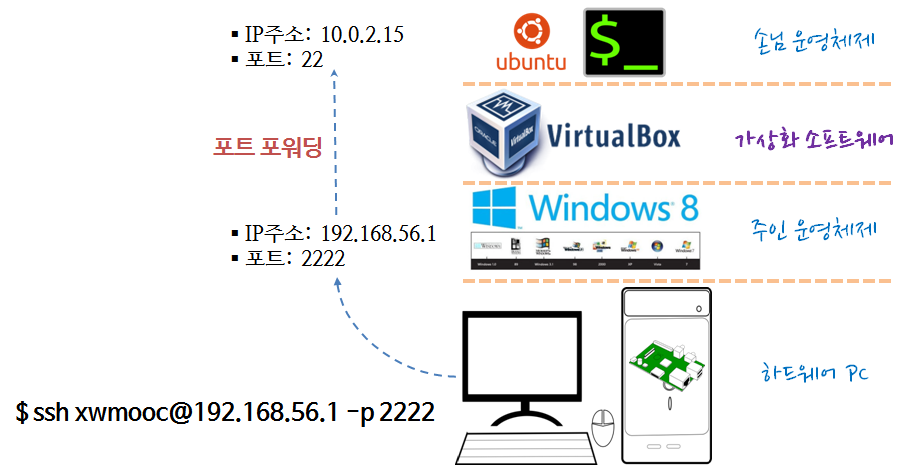 ▪ IP주소: 10.0.2.15
▪ 포트: 22
ubuntu
$_
손님 운영체제
포트 포워딩
ORACLE
VirtualBox
가상화 소프트웨어
▪ IP주소: 192.168.56.1
▪ 포트: 2222
Windows 8
주인 운영체제
하드웨어 PC
$ ssh xwmooc@192.168.56.1 -p 2222